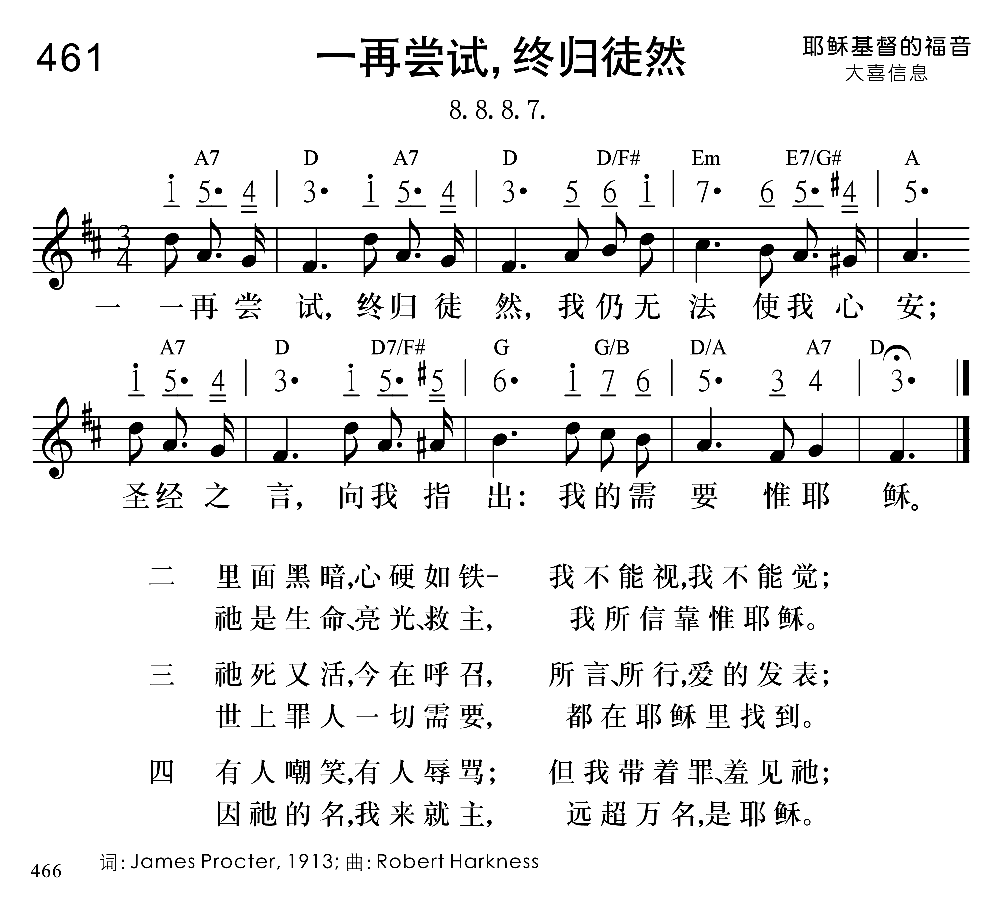 461 一再尝试，终归徒然 耶稣基督的福音
大喜信息
8. 8. 8. 7.
A7 D A7 D D/F# Em E7/G# A
1 5· 4 | 3· 1 5· 4 | 3· 5 6 1 | 7· 6 5· #4 | 5·
3/4
一 一再尝试，终归徒然，我仍无法使我心安；
A7 D D7/F# G G/B D/A A7 D
1 5· 4 | 3· 1 5· #5 | 6· 1 7 6 | 5· 3 4 | 3·
圣经之言，向我指出：我的需要惟耶稣。
二 里面黑暗，心硬如铁- 我不能视，我不能觉；
祂是生命、亮光、救主， 我所信靠惟耶稣。
三 祂死又活，今在呼召， 所言、所行，爱的发表；
世上罪人一切需要， 都在耶稣里找到。
四 有人嘲笑，有人辱骂； 但我带着罪、羞见祂；
因祂的名，我来就主， 远超万名，是耶稣。
词: James Procter, 1913; 曲: Robert Harkness
466